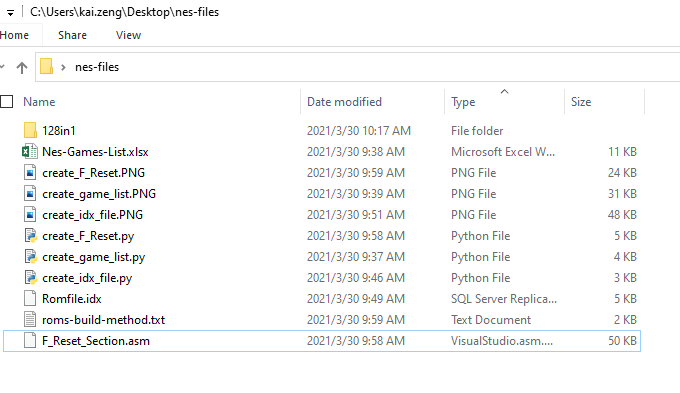 C:\Users\kai.zeng\Desktop\nes-files
Home Share View
nes-files
Name Date modified Type Size
128in1 2021/3/30 10:17 AM File folder
Nes-Games-List.xlsx 2021/3/30 9:38 AM Microsoft Excel W... 11 KB
create_F_Reset.PNG 2021/3/30 9:59 AM PNG File 24 KB
create_game_list.PNG 2021/3/30 9:39 AM PNG File 31 KB
create_idx_file.PNG 2021/3/30 9:51 AM PNG File 48 KB
create_F_Reset.py 2021/3/30 9:58 AM Python File 5 KB
create_game_list.py 2021/3/30 9:37 AM Python File 4 KB
create_idx_file.py 2021/3/30 9:46 AM Python File 3 KB
Romfile.idx 2021/3/30 9:49 AM SQL Server Replica... 5 KB
roms-build-method.txt 2021/3/30 9:59 AM Text Document 2 KB
F_Reset_Section.asm 2021/3/30 9:58 AM VisualStudio.asm.... 50 KB